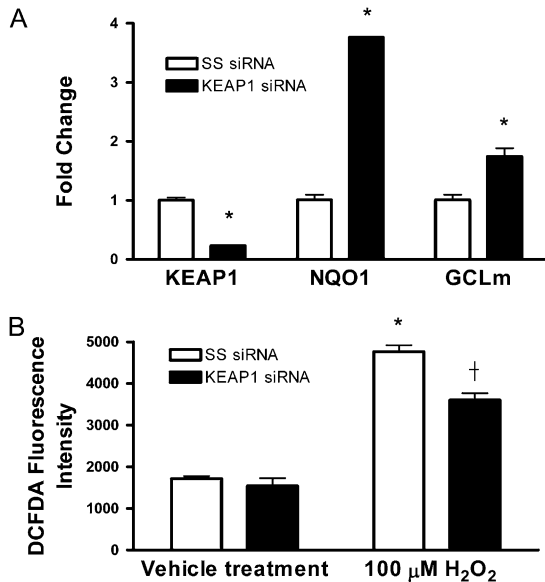 A
4
3
2
1
0
Fold Change
SS siRNA
KEAP1 siRNA
*
*
*
KEAP1 NQO1 GCLm
B
5000
4000
3000
2000
1000
0
DCFDA Fluorescence
Intensity
SS siRNA
KEAP1 siRNA
*
†
Vehicle treatment 100 μM H₂O₂